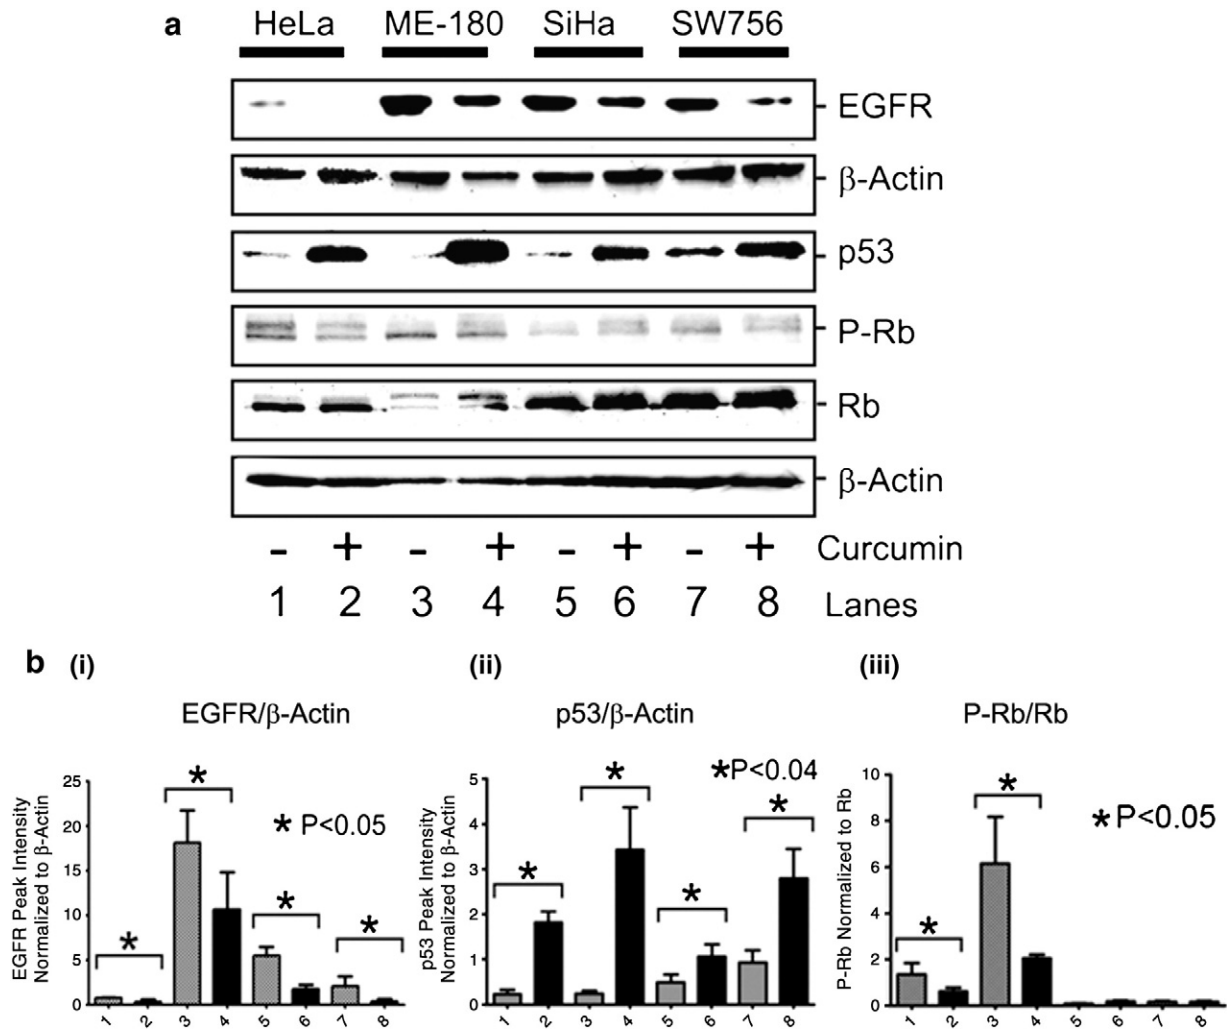 a
HeLa ME-180 SiHa SW756
EGFR
β-Actin
p53
P-Rb
Rb
β-Actin
- + - + - + - + Curcumin
1 2 3 4 5 6 7 8 Lanes
b (i) (ii) (iii)
EGFR/β-Actin
EGFR Peak Intensity
Normalized to β-Actin
25
20
15
10
5
0
* * * *
* P<0.05
1 2 3 4 5 6 7 8
p53/β-Actin
p53 Peak Intensity
Normalized to β-Actin
5
4
3
2
1
0
* * * *
*P<0.04
1 2 3 4 5 6 7 8
P-Rb/Rb
P-Rb Normalized to Rb
10
8
6
4
2
0
* *
* P<0.05
1 2 3 4 5 6 7 8